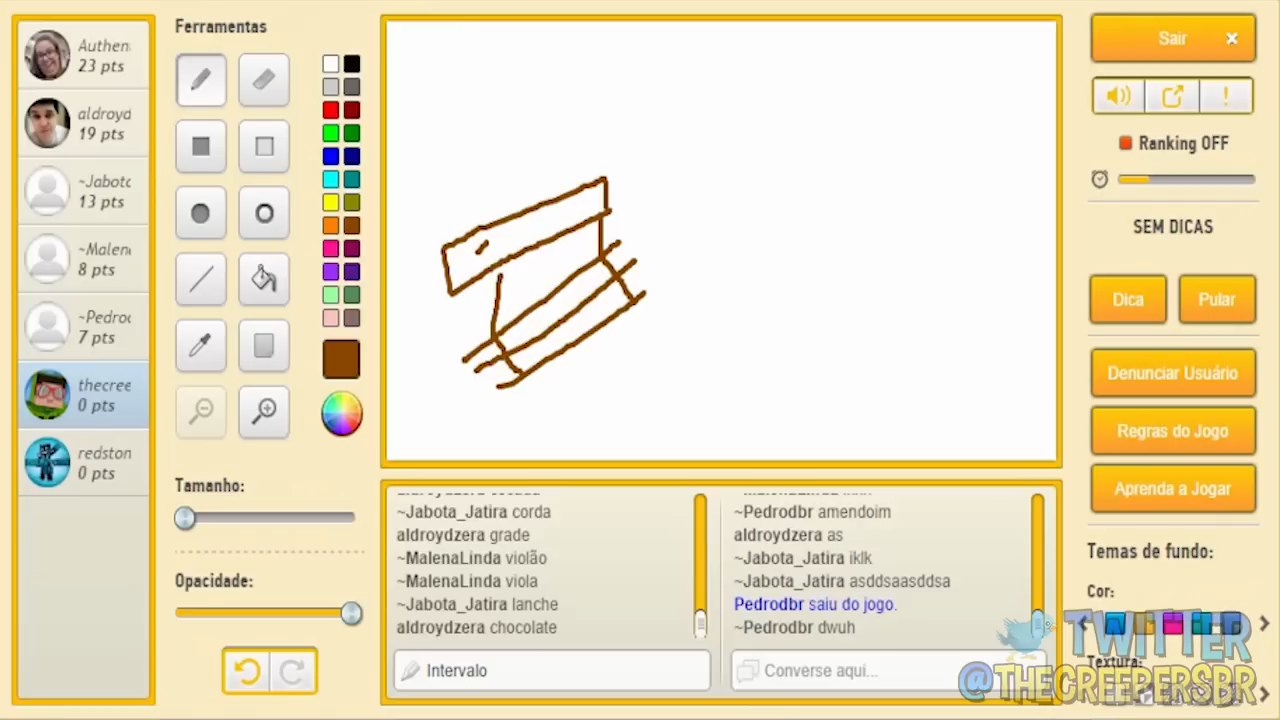 Authen
23 pts
aldroyd
19 pts
~Jabota
13 pts
~Malen
8 pts
~Pedroc
7 pts
thecree
0 pts
redston
0 pts
Ferramentas
Tamanho:
Opacidade:
~Jabota_Jatira corda
aldroydzera grade
~MalenaLinda violão
~MalenaLinda viola
~Jabota_Jatira lanche
aldroydzera chocolate
Intervalo
~Pedrodbr amendoim
aldroydzera as
~Jabota_Jatira iklk
~Jabota_Jatira asddsaasddsa
Pedrodbr saiu do jogo.
~Pedrodbr dwuh
Converse aqui...
Sair ×
!
Ranking OFF
SEM DICAS
Dica
Pular
Denunciar Usuário
Regras do Jogo
Aprenda a Jogar
Temas de fundo:
Cor:
Textura:
TWITTER
@THECREEPERSBR